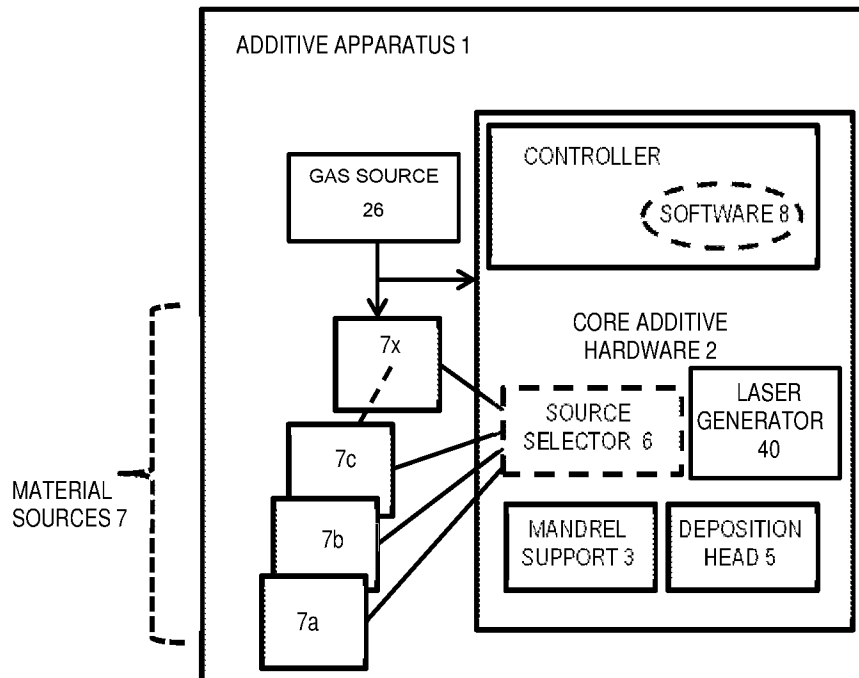 ADDITIVE APPARATUS 1
GAS SOURCE
26
CONTROLLER
SOFTWARE 8
CORE ADDITIVE
HARDWARE 2
7x
SOURCE
SELECTOR 6
LASER
GENERATOR
40
7c
MATERIAL
SOURCES 7
7b
MANDREL
SUPPORT 3
DEPOSITION
HEAD 5
7a